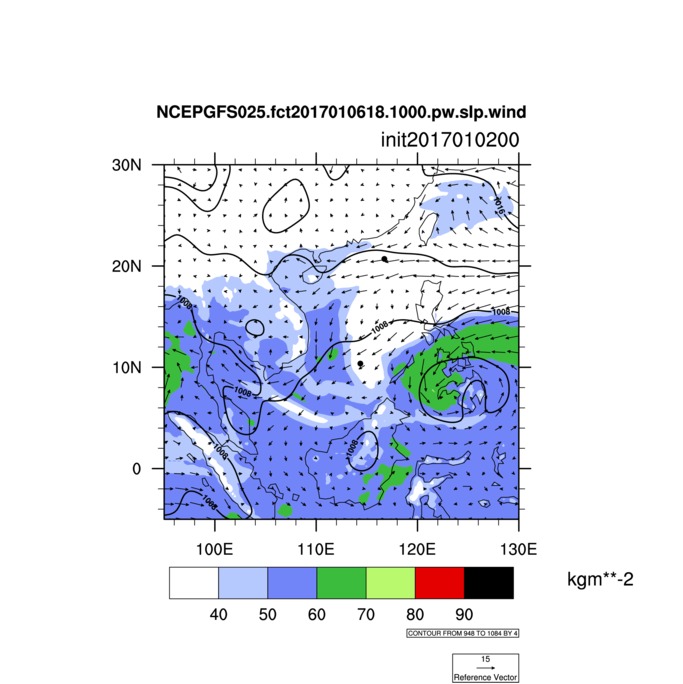 NCEPGFS025.fct2017010618.1000.pw.slp.wind
init2017010200
30N
1016
20N
1008
1008
1008
10N
1008
1008
1008
0
1008
100E 110E 120E 130E
kgm**-2
40 50 60 70 80 90
CONTOUR FROM 948 TO 1084 BY 4
15
Reference Vector